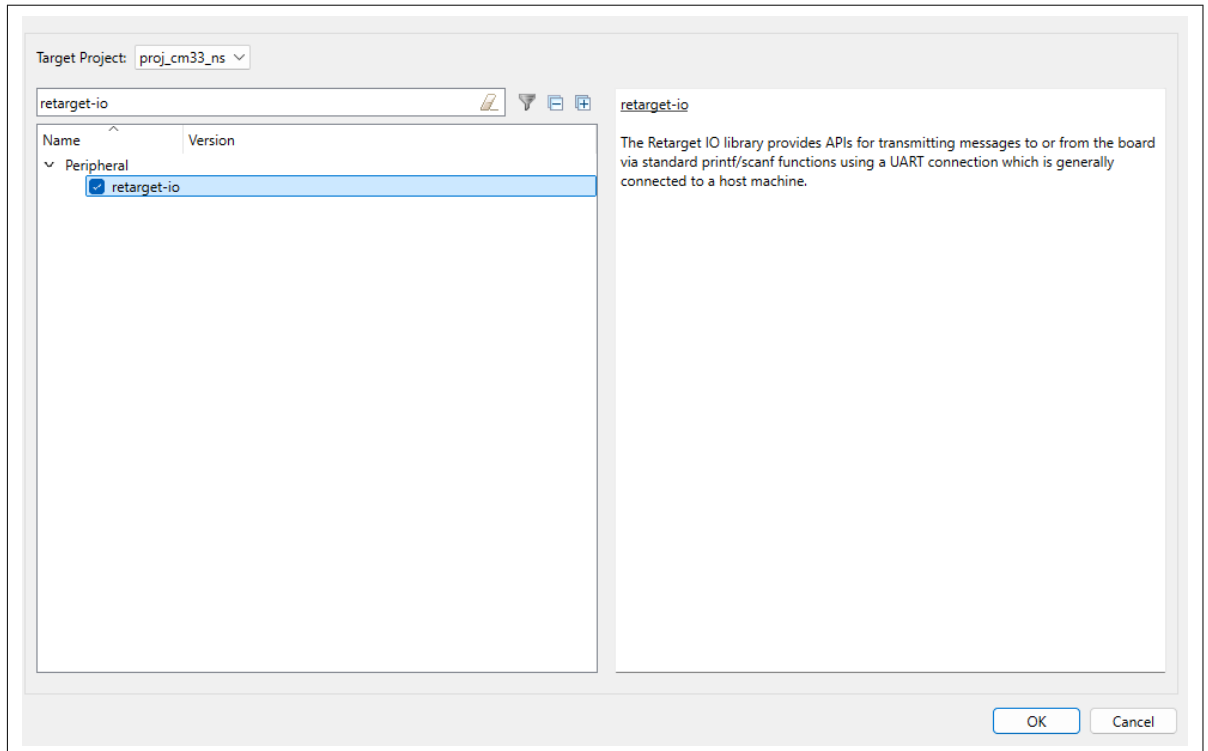 Target Project: proj_cm33_ns
retarget-io
Name Version
Peripheral
retarget-io
retarget-io
The Retarget IO library provides APIs for transmitting messages to or from the board
via standard printf/scanf functions using a UART connection which is generally
connected to a host machine.
OK Cancel